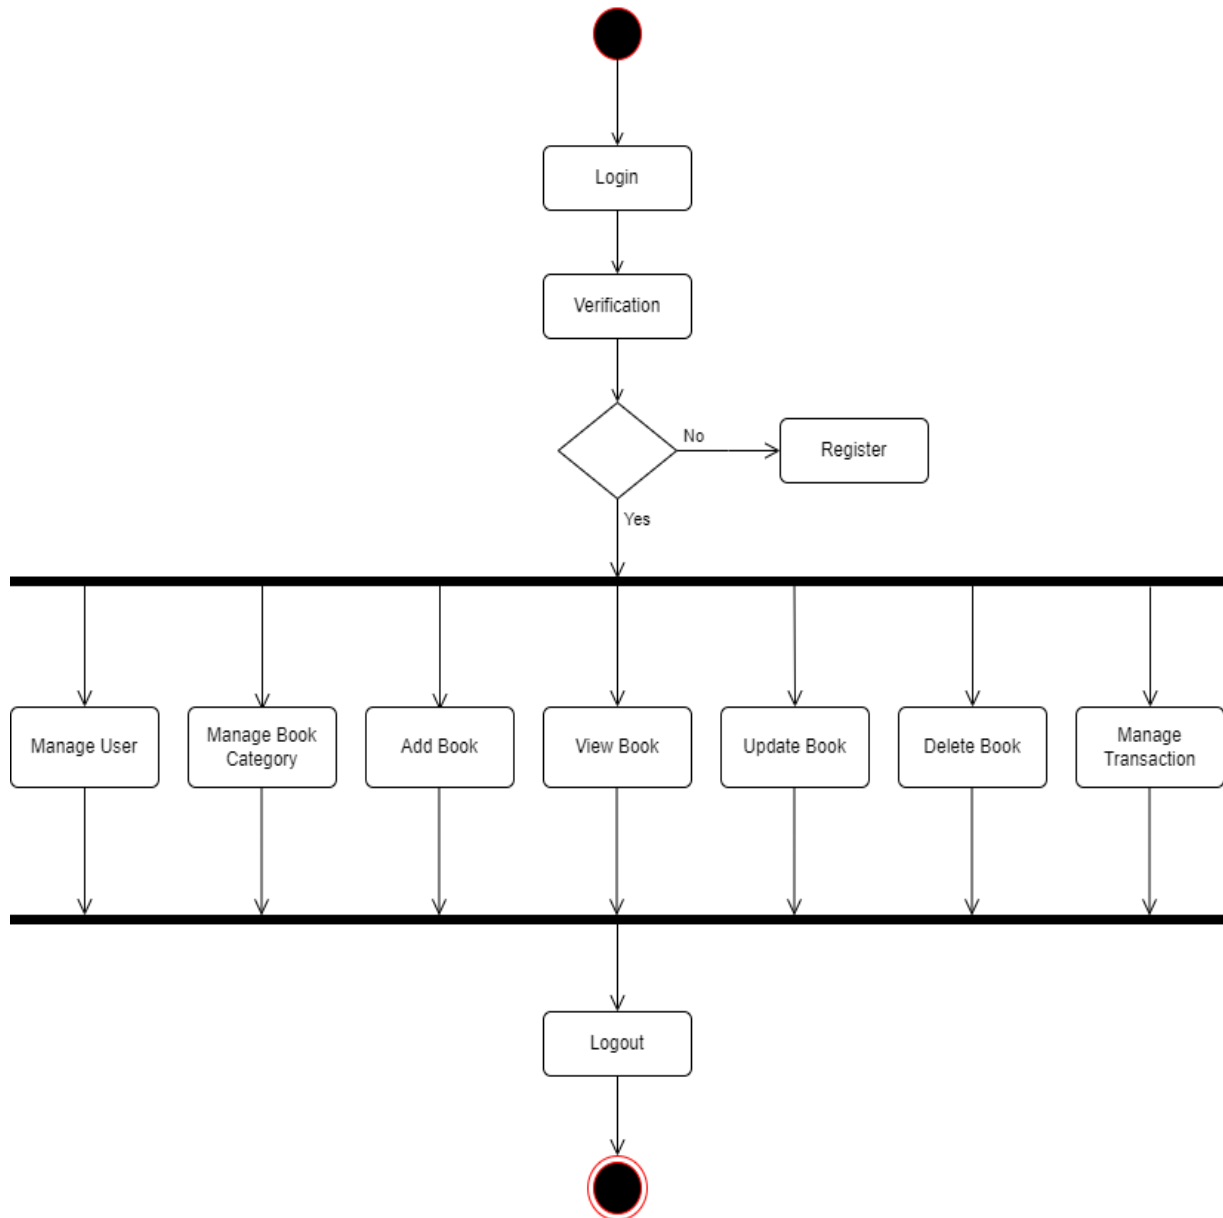 Login
Verification
No
Register
Yes
Manage User
Manage Book
Category
Add Book
View Book
Update Book
Delete Book
Manage
Transaction
Logout